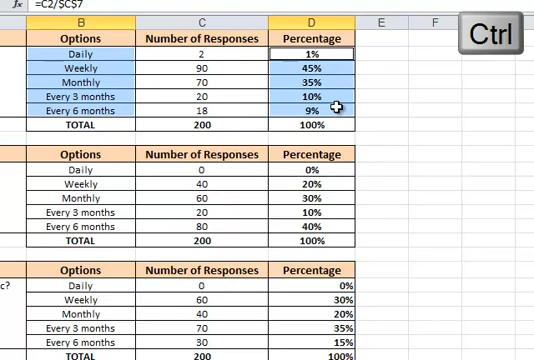 fx =C2/$C$7
B C D E F G
Options Number of Responses Percentage
Daily 2 1%
Weekly 90 45%
Monthly 70 35%
Every 3 months 20 10%
Every 6 months 18 9%
TOTAL 200 100%
Options Number of Responses Percentage
Daily 0 0%
Weekly 40 20%
Monthly 60 30%
Every 3 months 20 10%
Every 6 months 80 40%
TOTAL 200 100%
Options Number of Responses Percentage
c? Daily 0 0%
Weekly 60 30%
Monthly 40 20%
Every 3 months 70 35%
Every 6 months 30 15%
TOTAL 200 100%
Ctrl